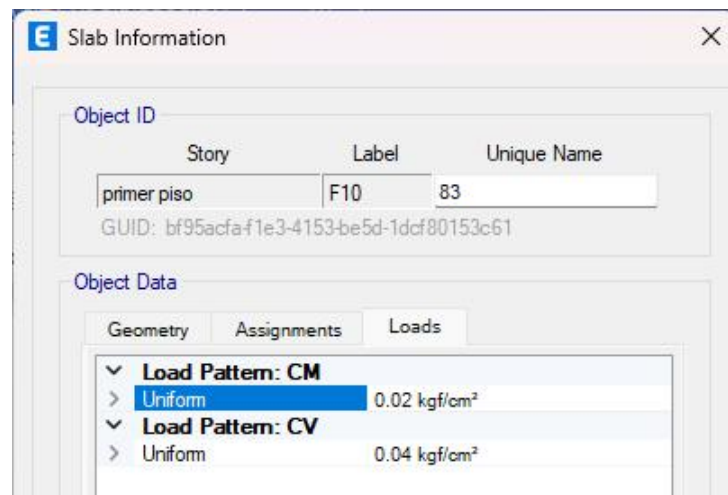 E Slab Information
Object ID
Story Label Unique Name
primer piso F10 83
GUID: bf95acfa-f1e3-4153-be5d-1dcf80153c61
Object Data
Geometry Assignments Loads
Load Pattern: CM
Uniform 0.02 kgf/cm²
Load Pattern: CV
Uniform 0.04 kgf/cm²